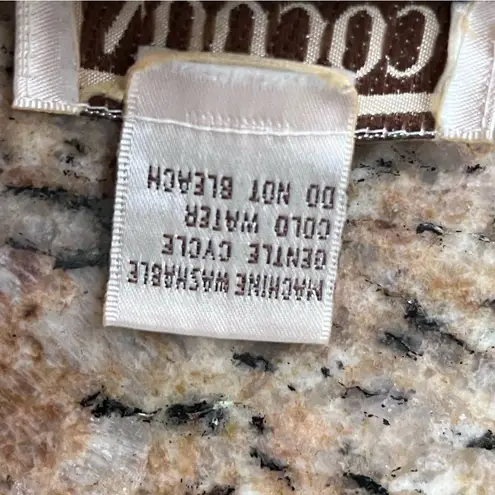 MACHINE WASHABLE
GENTLE CYCLE
COLD WATER
DO NOT BLEACH